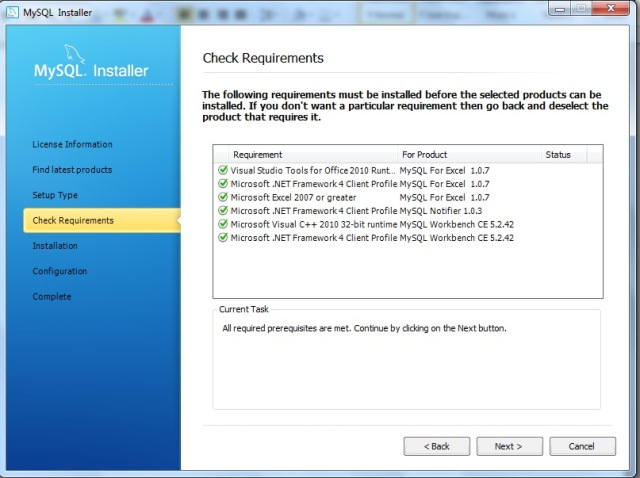 MySQL Installer
MySQL. Installer
License Information
Find latest products
Setup Type
Check Requirements
Installation
Configuration
Complete
Check Requirements
The following requirements must be installed before the selected products can be
installed. If you don't want a particular requirement then go back and deselect the
product that requires it.
Requirement For Product Status
Visual Studio Tools for Office 2010 Runt... MySQL For Excel 1.0.7
Microsoft .NET Framework 4 Client Profile MySQL For Excel 1.0.7
Microsoft Excel 2007 or greater MySQL For Excel 1.0.7
Microsoft .NET Framework 4 Client Profile MySQL Notifier 1.0.3
Microsoft Visual C++ 2010 32-bit runtime MySQL Workbench CE 5.2.42
Microsoft .NET Framework 4 Client Profile MySQL Workbench CE 5.2.42
Current Task
All required prerequisites are met. Continue by clicking on the Next button.
< Back Next > Cancel